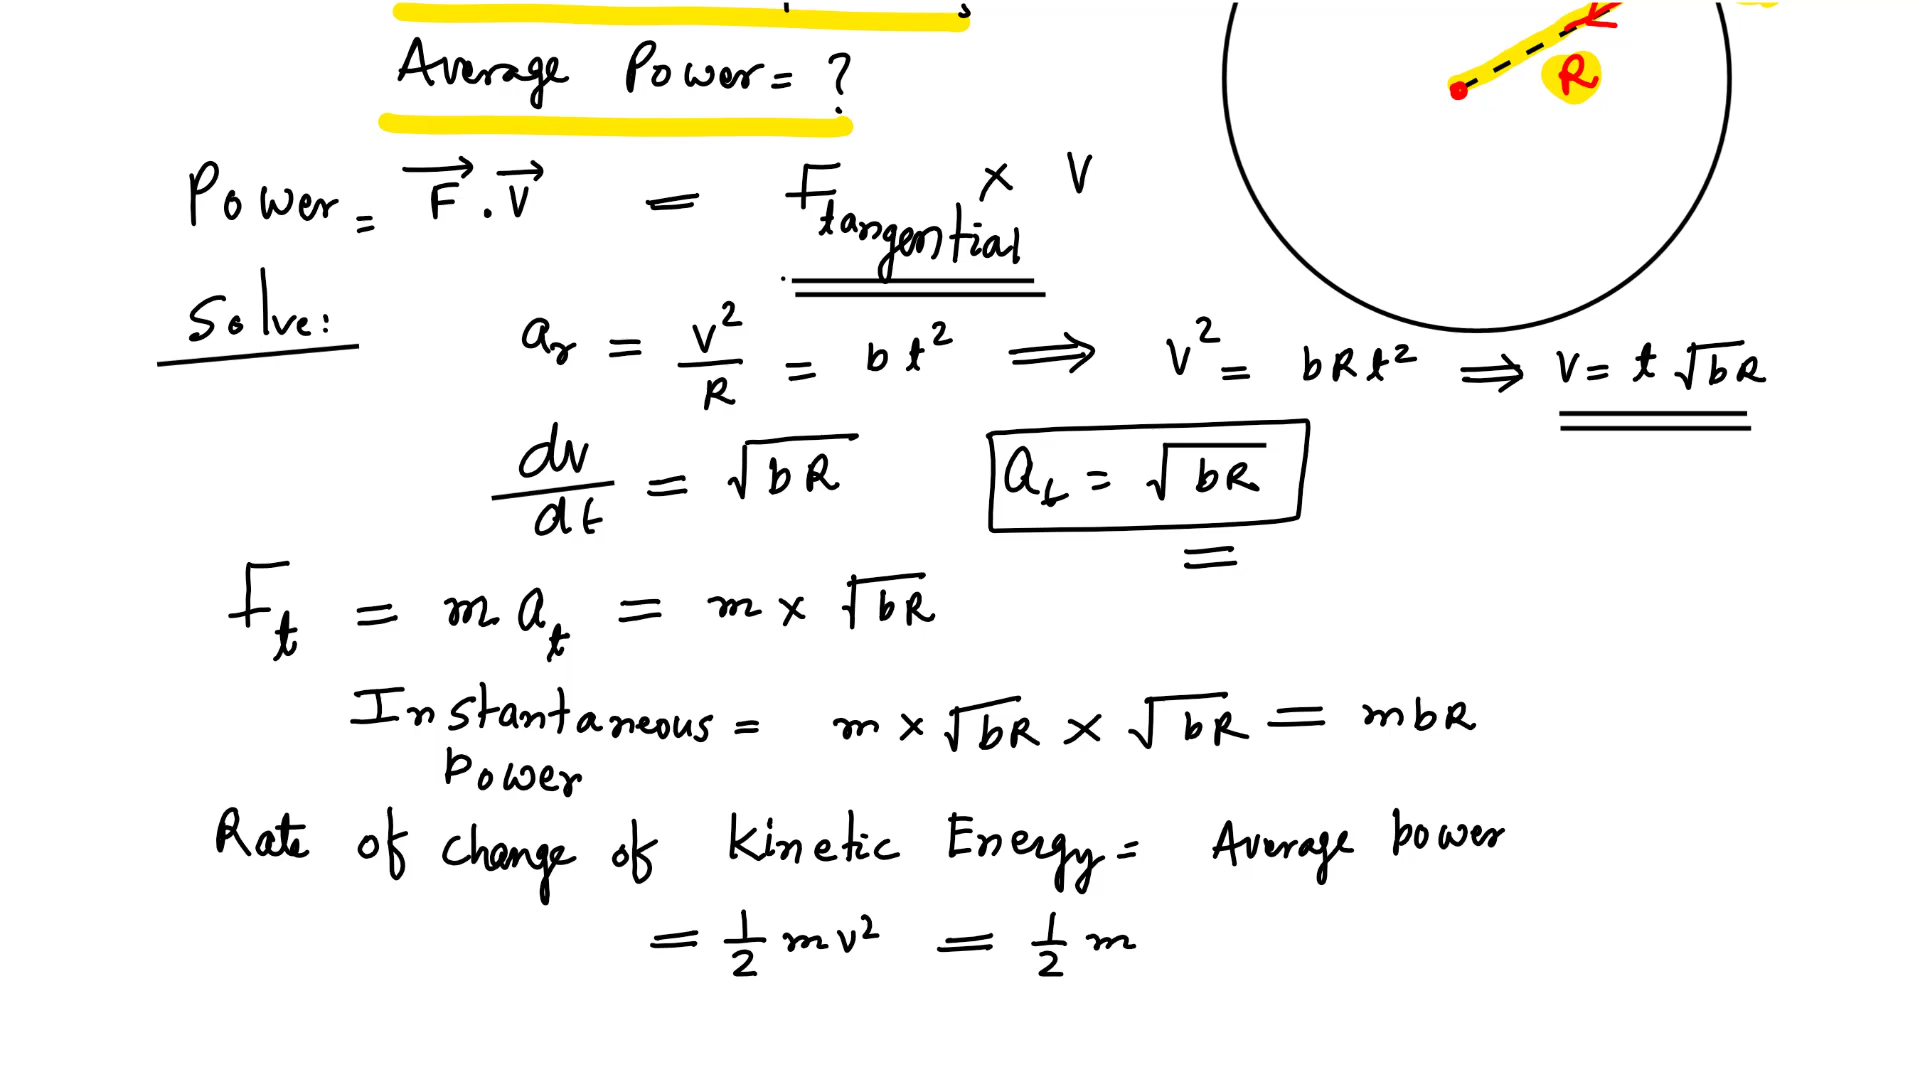 Average Power = ?
R
Power = F⃗ . V⃗ = F tangential × V
Solve:
a_r = v²/R = bt² ⟹ v² = bRt² ⟹ v = t √bR
dv/dt = √bR a_t = √bR
F_t = m a_t = m × √bR
Instantaneous power = m × √bR × √bR = mbR
Rate of change of Kinetic Energy = Average power
= 1/2 mv² = 1/2 m